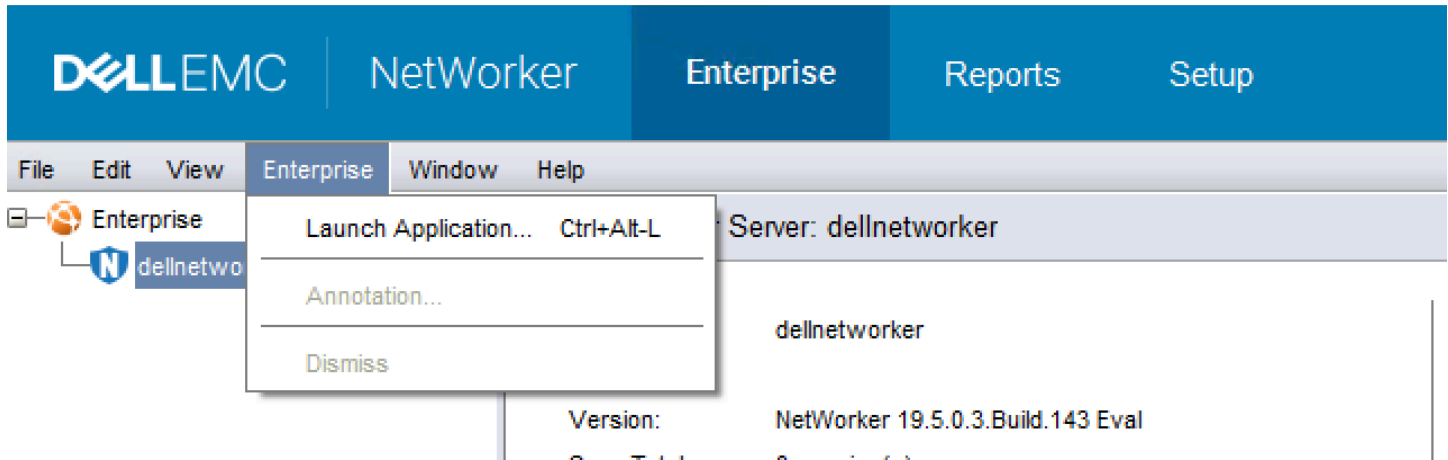 DELLEMC NetWorker Enterprise Reports Setup
File Edit View Enterprise Window Help
Enterprise
dellnetwo
Launch Application... Ctrl+Alt-L
Annotation...
Dismiss
Server: dellnetworker
dellnetworker
Version: NetWorker 19.5.0.3.Build.143 Eval